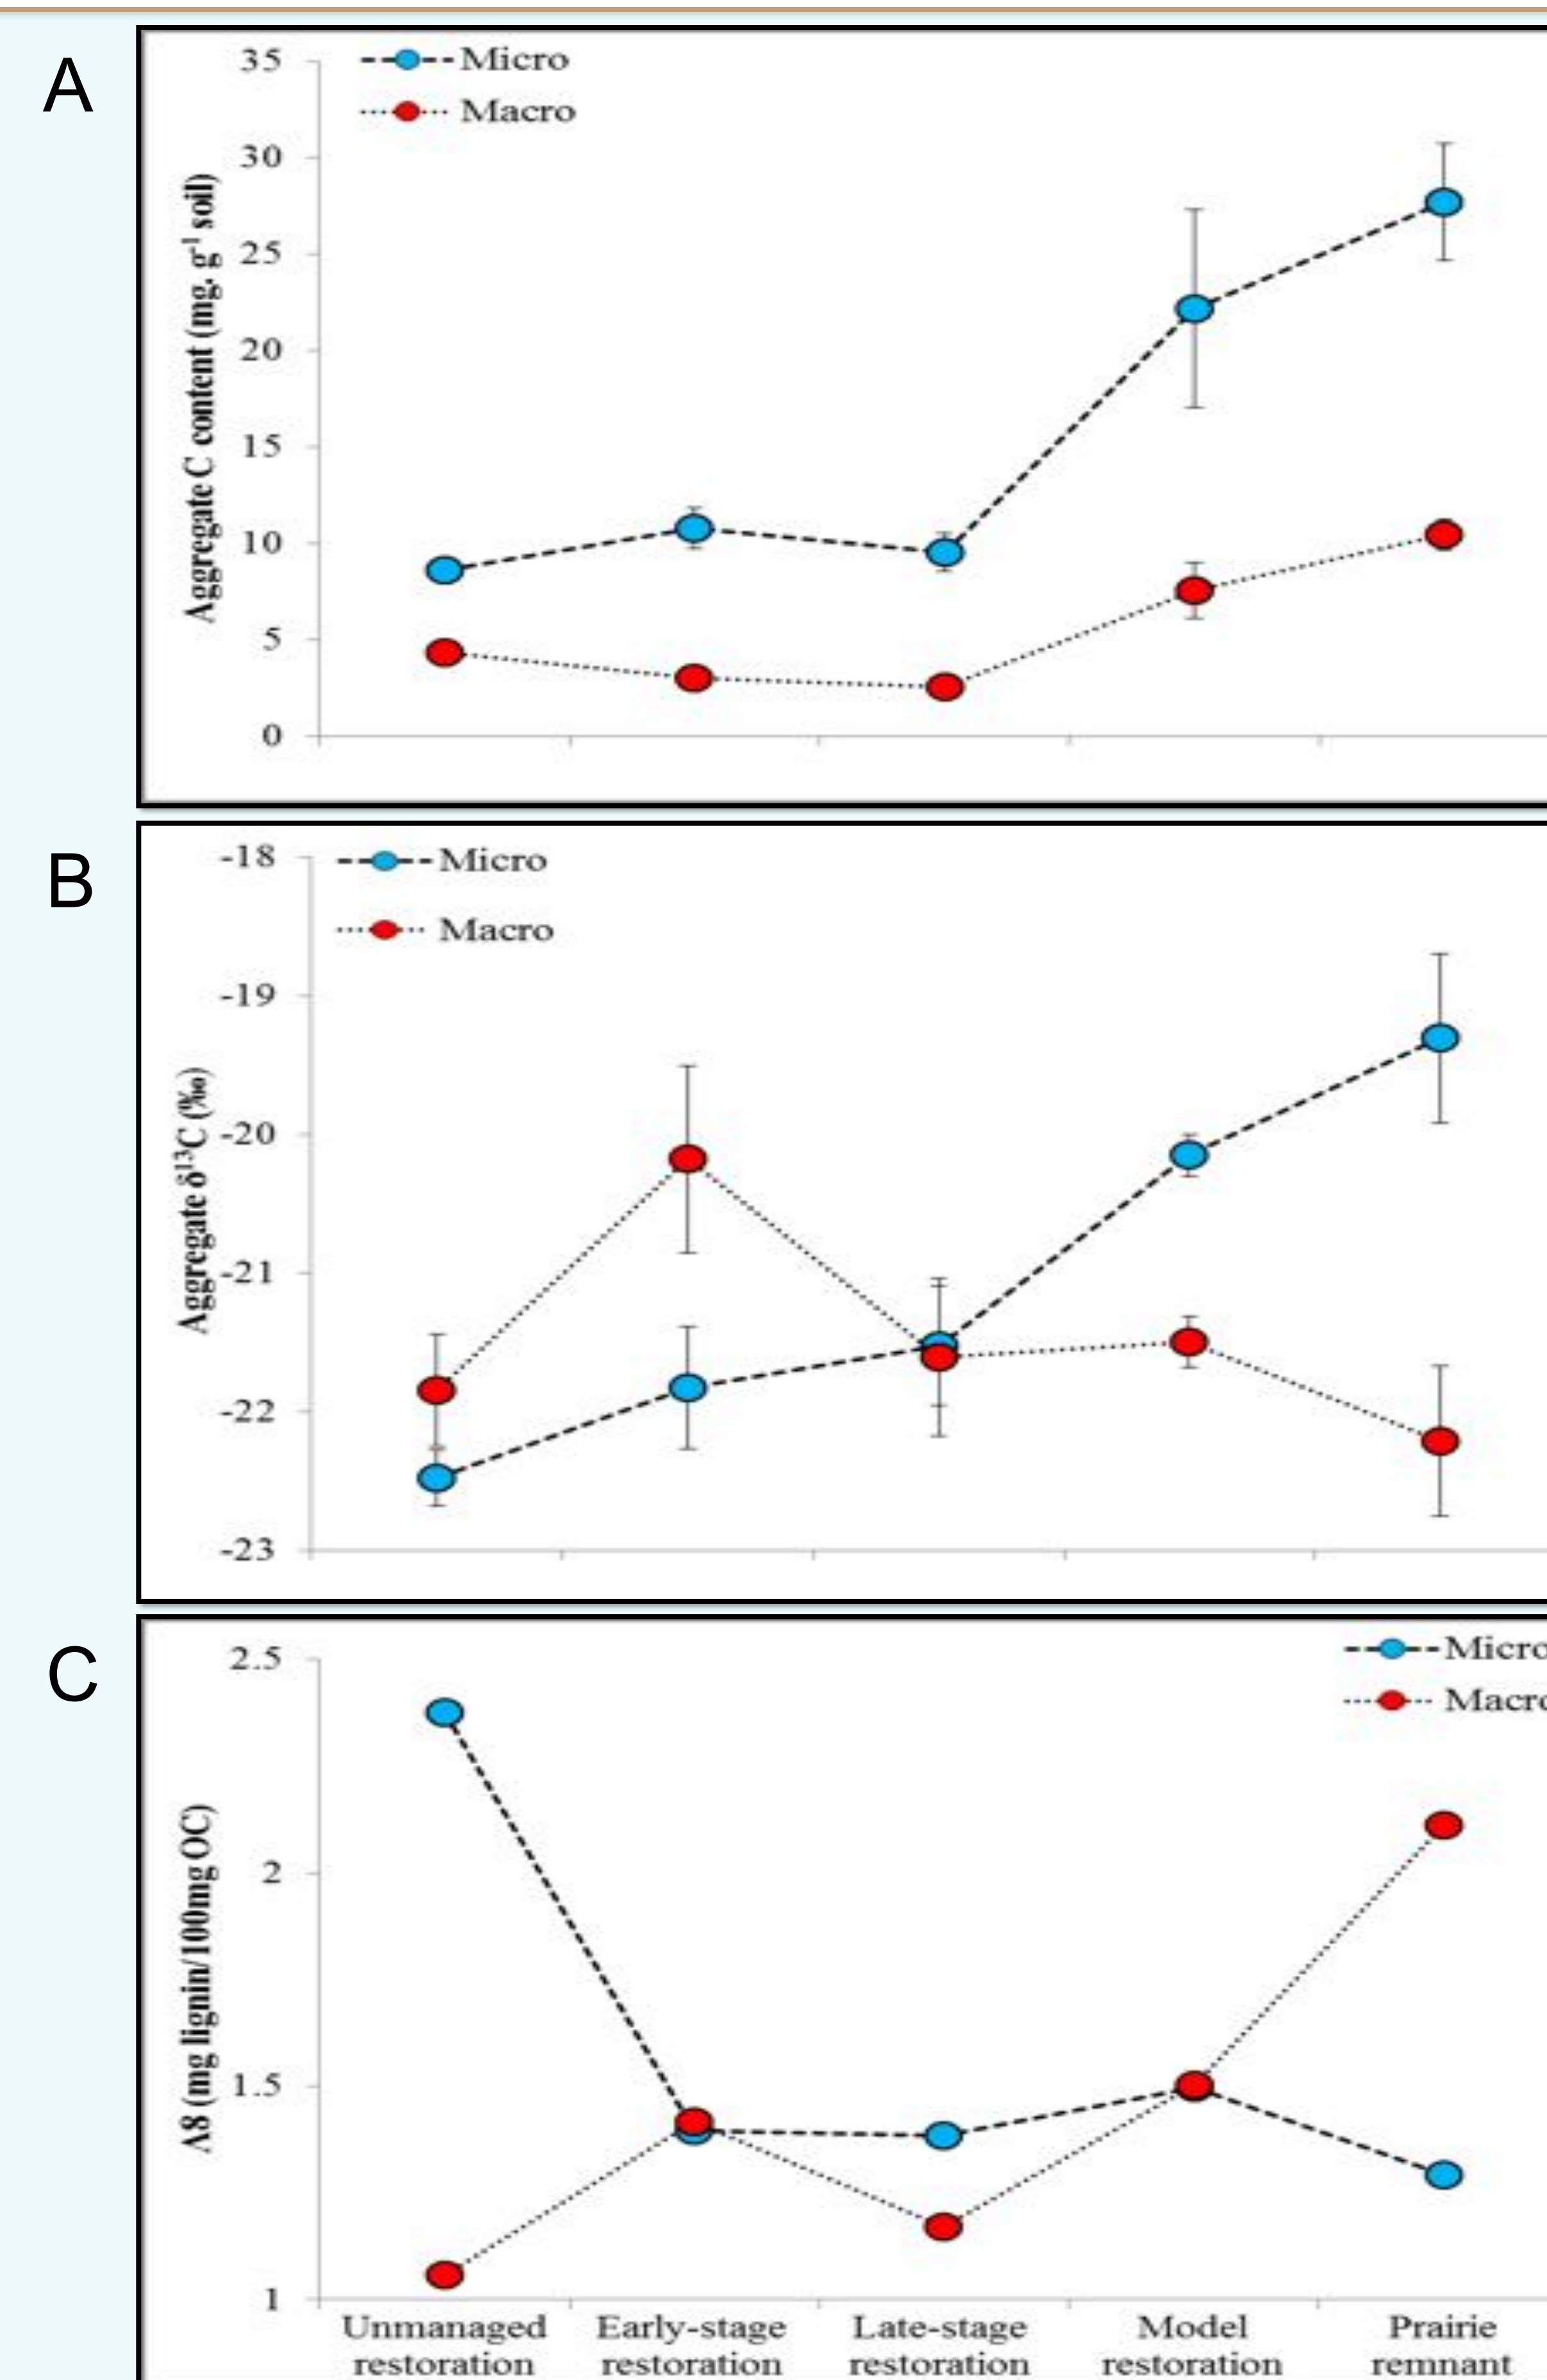 A
Micro
Macro
35
30
25
20
15
10
5
0
Aggregate C content (mg. g⁻¹ soil)
B
Micro
Macro
-18
-19
-20
-21
-22
-23
Aggregate δ¹³C (‰)
C
Micro
Macro
2.5
2
1.5
1
Λ8 (mg lignin/100mg OC)
Unmanaged restoration
Early-stage restoration
Late-stage restoration
Model restoration
Prairie remnant